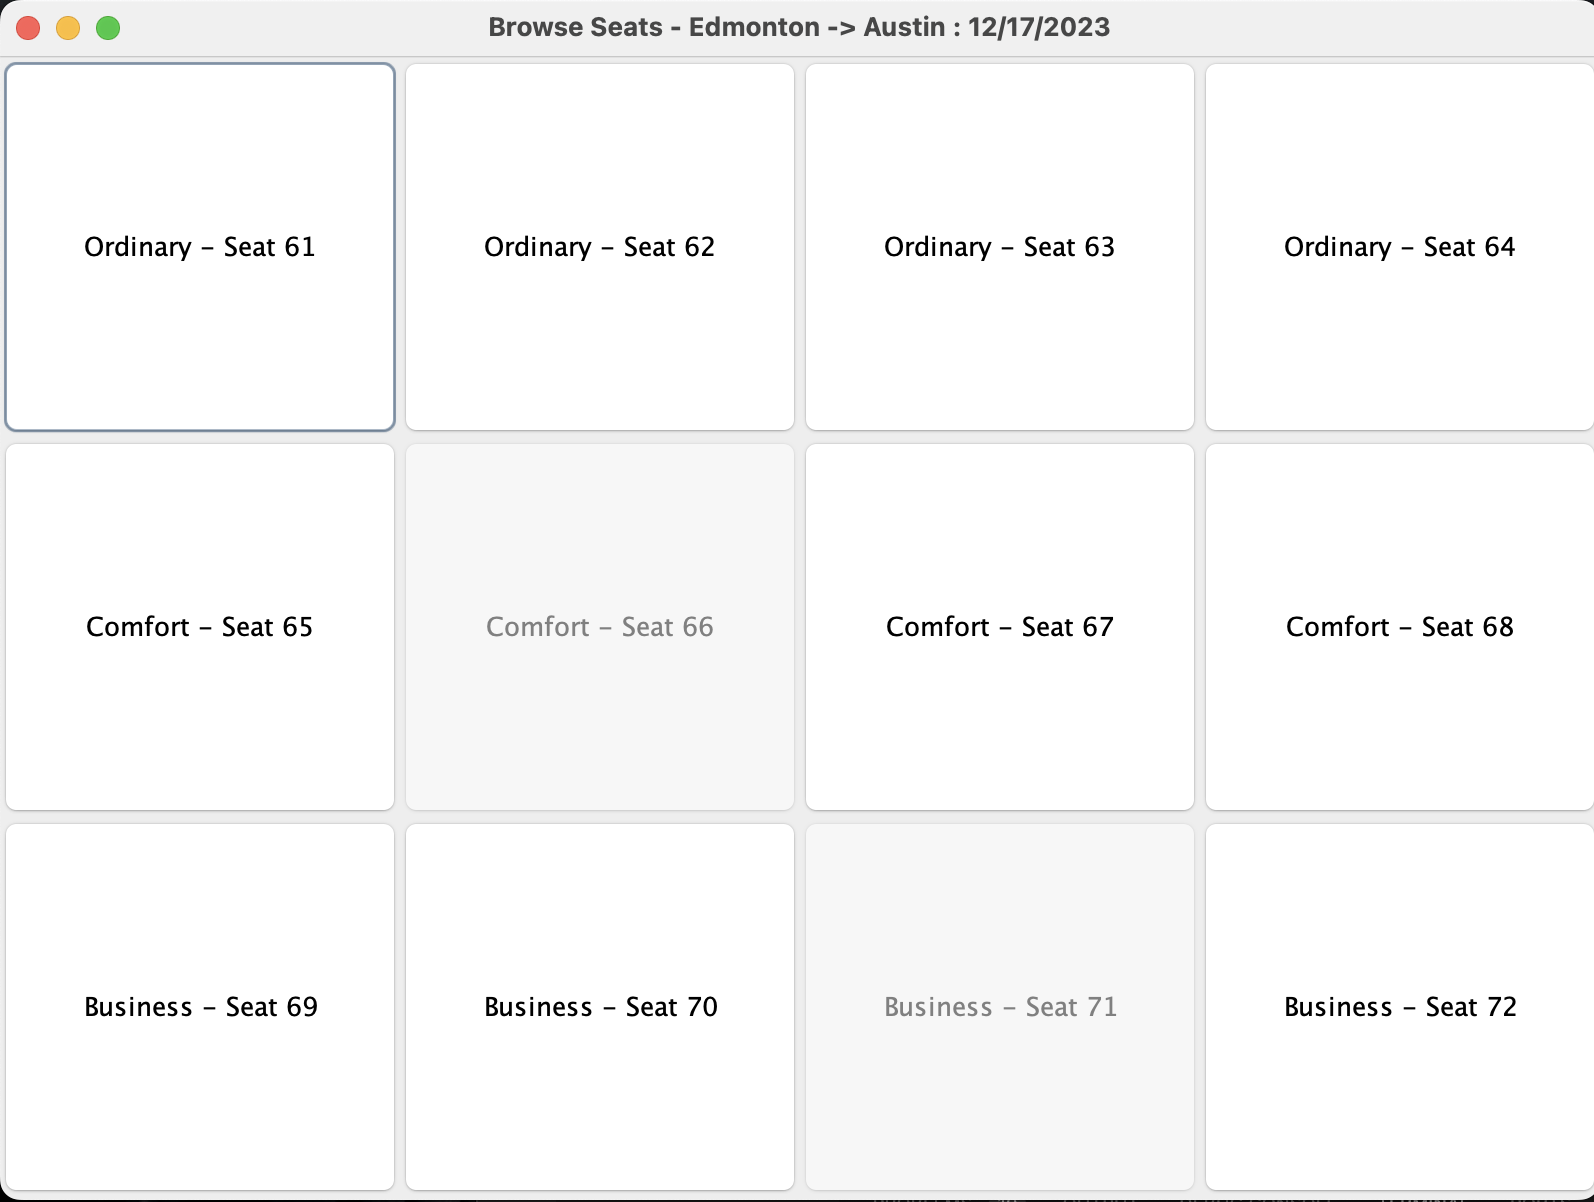 Browse Seats - Edmonton -> Austin : 12/17/2023
Ordinary – Seat 61
Ordinary – Seat 62
Ordinary – Seat 63
Ordinary – Seat 64
Comfort – Seat 65
Comfort – Seat 66
Comfort – Seat 67
Comfort – Seat 68
Business – Seat 69
Business – Seat 70
Business – Seat 71
Business – Seat 72